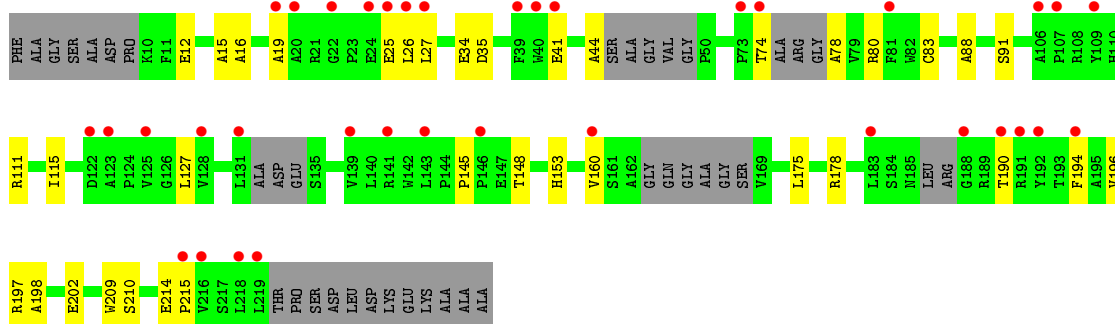 PHE ALA GLY SER ALA ASP PRO K10 F11 E12 A15 A16 A19 A20 R21 G22 P23 E24 E25 L26 L27 E34 D35 F39 W40 E41 A44 SER ALA GLY VAL GLY P50 P73 T74 ALA ARG GLY A78 V79 R80 F81 W82 C83 A88 S91 A106 P107 R108 Y109 H110
R111 I115 D122 A123 P124 V125 G126 L127 V128 L131 ALA ASP GLU S135 V139 L140 R141 W142 L143 P144 P145 P146 E147 T148 H153 V160 S161 A162 GLY GLN GLY ALA GLY SER V169 L175 R178 L183 S184 N185 LEU ARG G188 R189 T190 R191 Y192 T193 F194 A195 V196
R197 A198 E202 W209 S210 E214 P215 V216 S217 L218 L219 THR PRO SER ASP LEU ASP LYS GLU LYS ALA ALA ALA